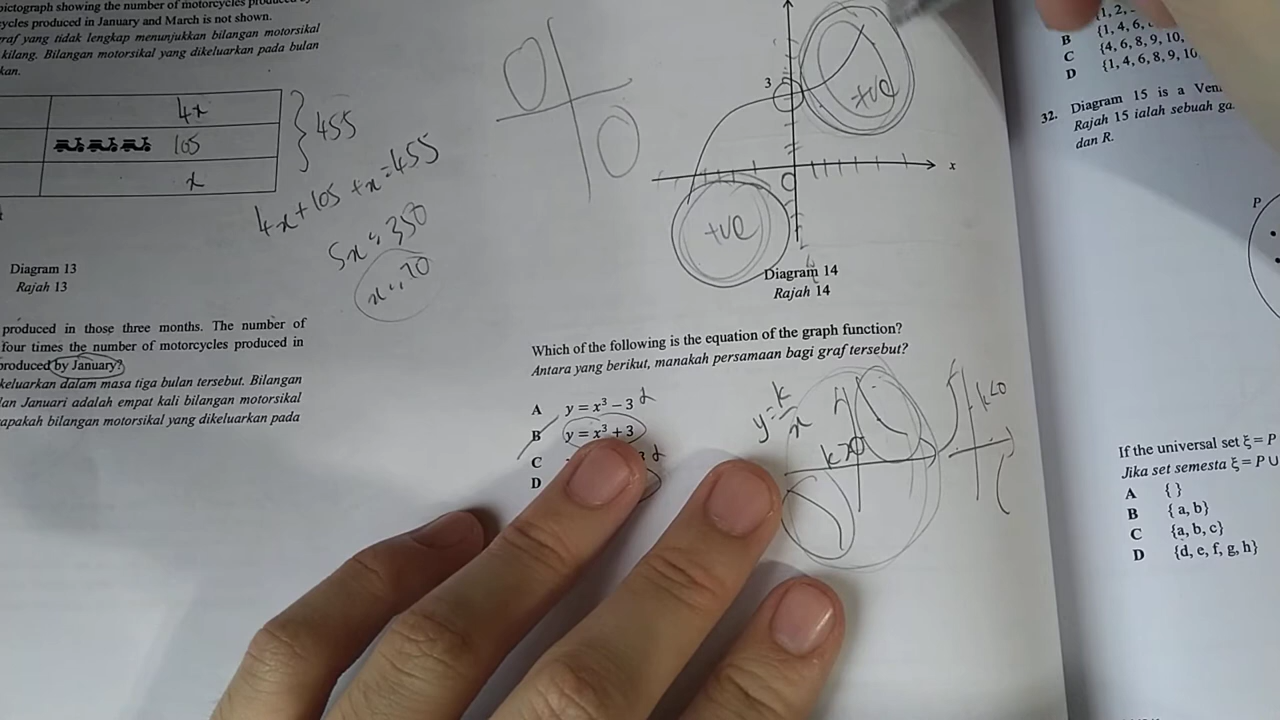 pictograph showing the number of motorcycles
cycles produced in January and March is not shown.
raf yang tidak lengkap menunjukkan bilangan motorsikal
kilang. Bilangan motorsikal yang dikeluarkan pada bulan
kan.
4x
105
x
455
4x+105+x=455
5x=350
x=70
Diagram 13
Rajah 13
produced in those three months. The number of
four times the number of motorcycles produced in
produced by January?
keluarkan dalam masa tiga bulan tersebut. Bilangan
lan Januari adalah empat kali bilangan motorsikal
apakah bilangan motorsikal yang dikeluarkan pada
3
+ve
x
+ve
Diagram 14
Rajah 14
Which of the following is the equation of the graph function?
Antara yang berikut, manakah persamaan bagi graf tersebut?
A y = x³ − 3
B y = x³ + 3
C
D
y=k/x
k>0
k<0
{1, 2,
B {1, 4, 6,
C {4, 6, 8, 9, 10,
D {1, 4, 6, 8, 9, 10
32. Diagram 15 is a Ven
Rajah 15 ialah sebuah ga
dan R.
P
If the universal set ξ = P
Jika set semesta ξ = P ∪
A { }
B { a, b}
C {a, b, c}
D {d, e, f, g, h}